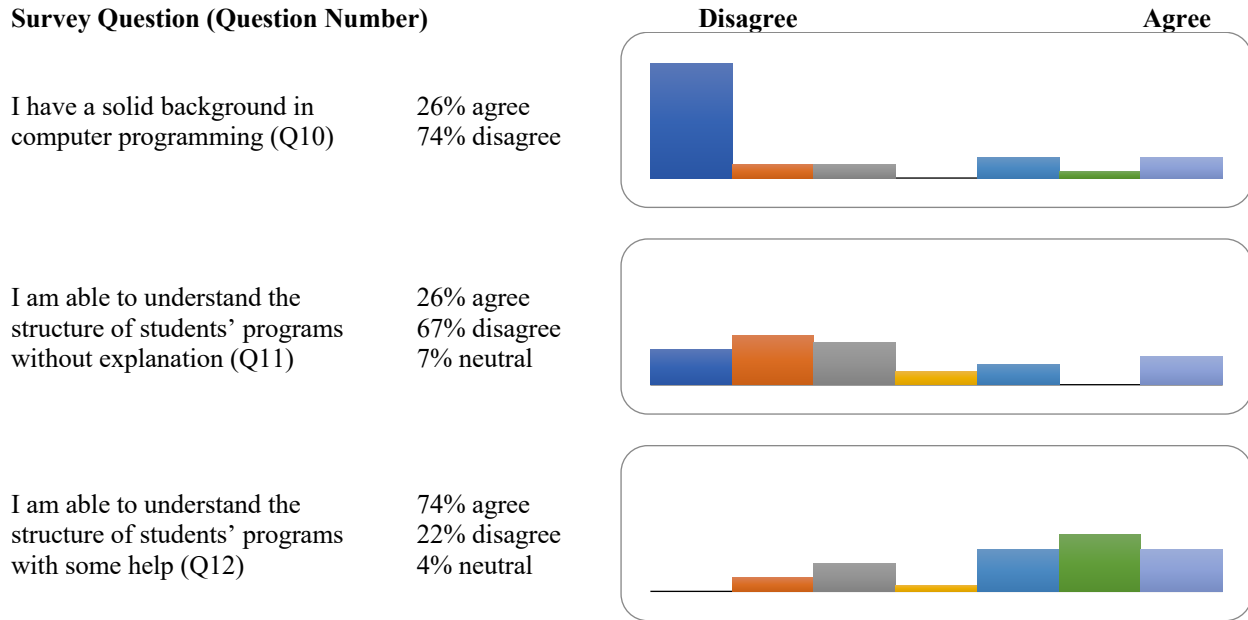 Survey Question (Question Number) Disagree Agree
I have a solid background in 26% agree
computer programming (Q10) 74% disagree
I am able to understand the 26% agree
structure of students’ programs 67% disagree
without explanation (Q11) 7% neutral
I am able to understand the 74% agree
structure of students’ programs 22% disagree
with some help (Q12) 4% neutral